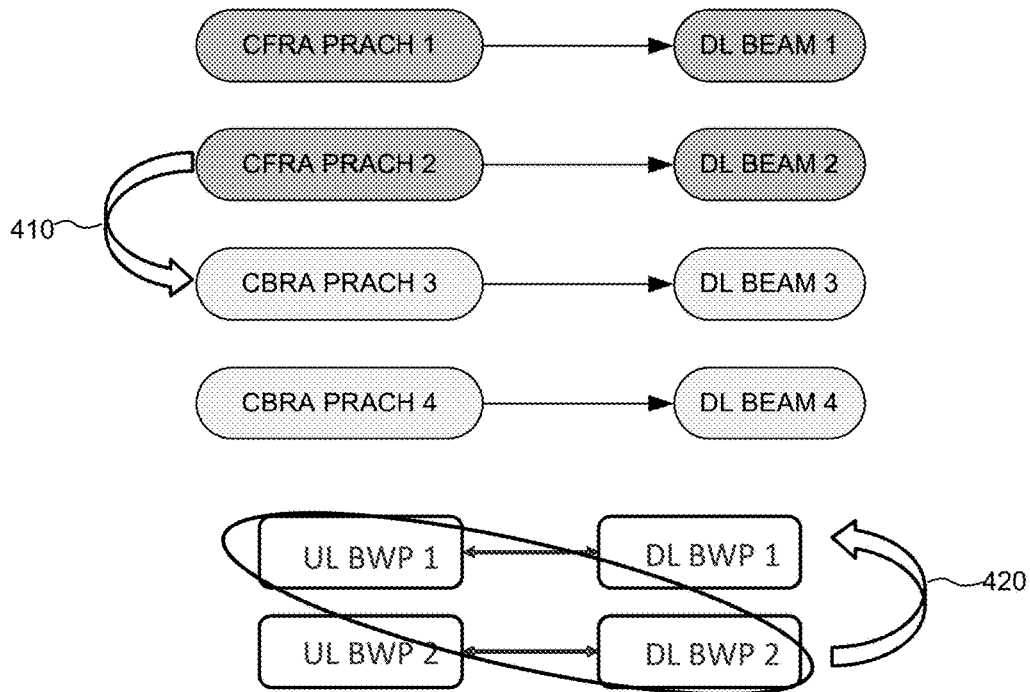 CFRA PRACH 1
DL BEAM 1
CFRA PRACH 2
DL BEAM 2
410
CBRA PRACH 3
DL BEAM 3
CBRA PRACH 4
DL BEAM 4
UL BWP 1
DL BWP 1
420
UL BWP 2
DL BWP 2